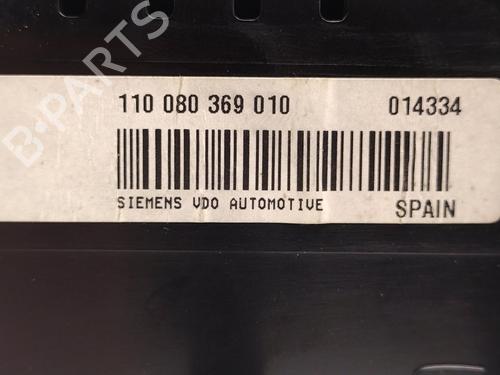 B-PARTS
110 080 369 010 014334
SIEMENS VDO AUTOMOTIVE SPAIN